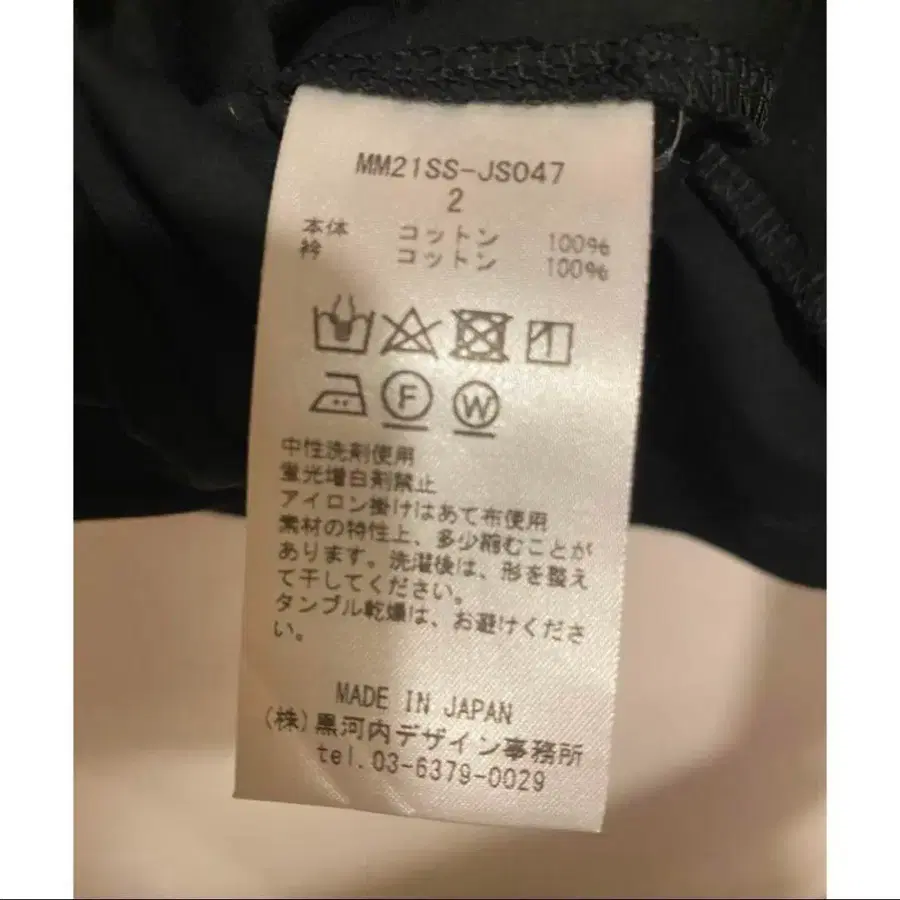 MM21SS-JS047
2
本体 コットン 100%
衿 コットン 100%
F W
中性洗剤使用
蛍光増白剤禁止
アイロン掛けはあて布使用
素材の特性上、多少縮むことが
あります。洗濯後は、形を整え
て干してください。
タンブル乾燥は、お避けくださ
い。
MADE IN JAPAN
(株)黒河内デザイン事務所
tel.03-6379-0029